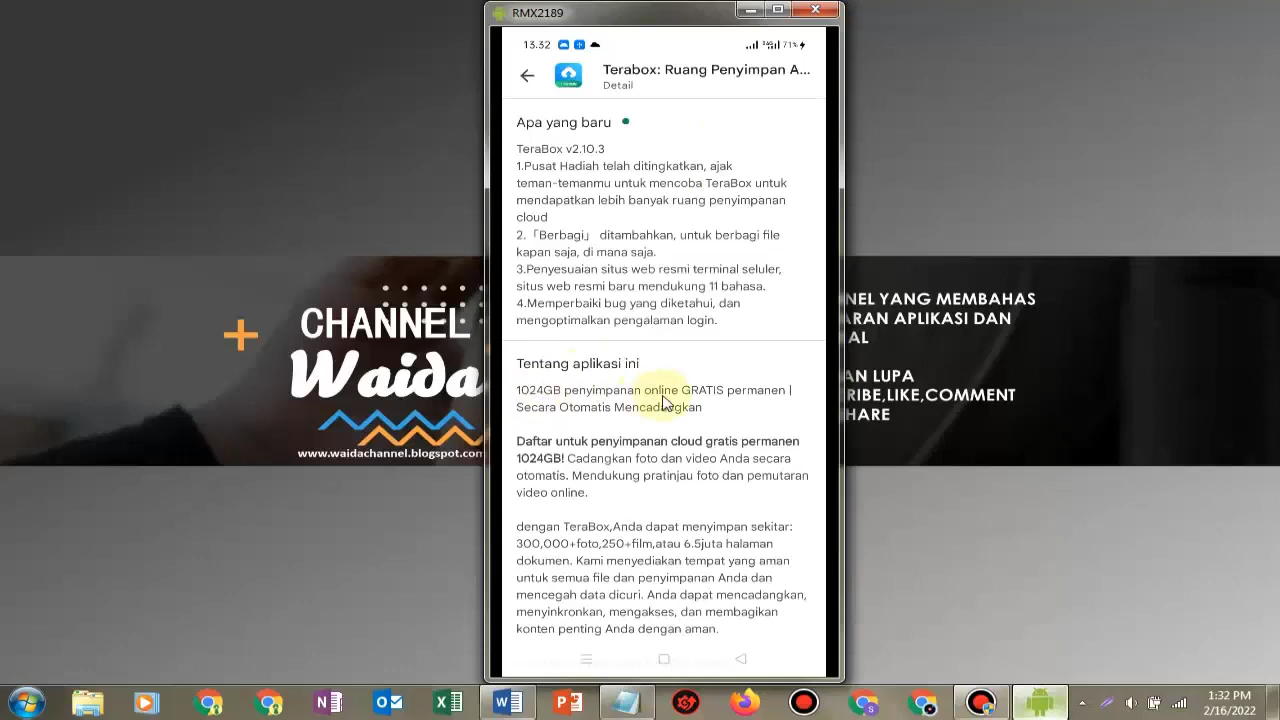 RMX2189
13.32
71%
Terabox: Ruang Penyimpan A...
Detail
Apa yang baru
TeraBox v2.10.3
1.Pusat Hadiah telah ditingkatkan, ajak
teman-temanmu untuk mencoba TeraBox untuk
mendapatkan lebih banyak ruang penyimpanan
cloud
2.「Berbagi」 ditambahkan, untuk berbagi file
kapan saja, di mana saja.
3.Penyesuaian situs web resmi terminal seluler,
situs web resmi baru mendukung 11 bahasa.
4.Memperbaiki bug yang diketahui, dan
mengoptimalkan pengalaman login.
Tentang aplikasi ini
1024GB penyimpanan online GRATIS permanen |
Secara Otomatis Mencadangkan
Daftar untuk penyimpanan cloud gratis permanen
1024GB! Cadangkan foto dan video Anda secara
otomatis. Mendukung pratinjau foto dan pemutaran
video online.
dengan TeraBox,Anda dapat menyimpan sekitar:
300,000+foto,250+film,atau 6.5juta halaman
dokumen. Kami menyediakan tempat yang aman
untuk semua file dan penyimpanan Anda dan
mencegah data dicuri. Anda dapat mencadangkan,
menyinkronkan, mengakses, dan membagikan
konten penting Anda dengan aman.
CHANNEL
Waida
www.waidachannel.blogspot.com
NEL YANG MEMBAHAS
ARAN APLIKASI DAN
AL
AN LUPA
RIBE,LIKE,COMMENT
HARE
1:32 PM
2/16/2022